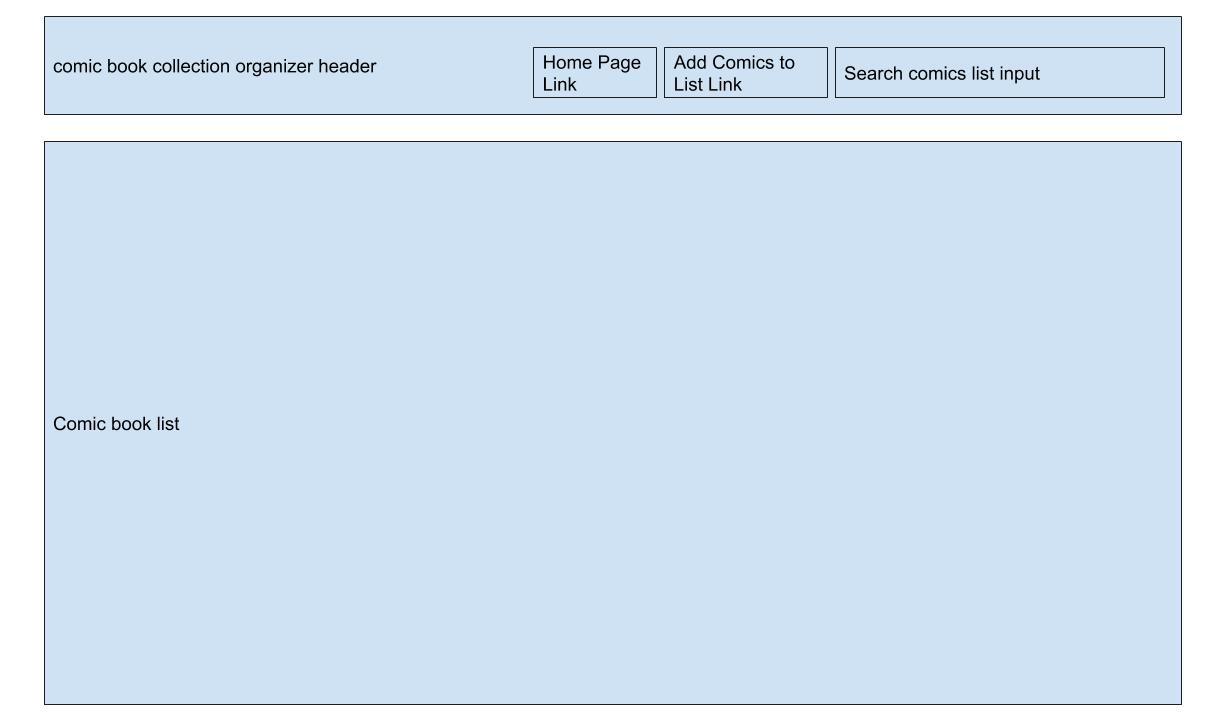 comic book collection organizer header
Home Page
Link
Add Comics to
List Link
Search comics list input
Comic book list